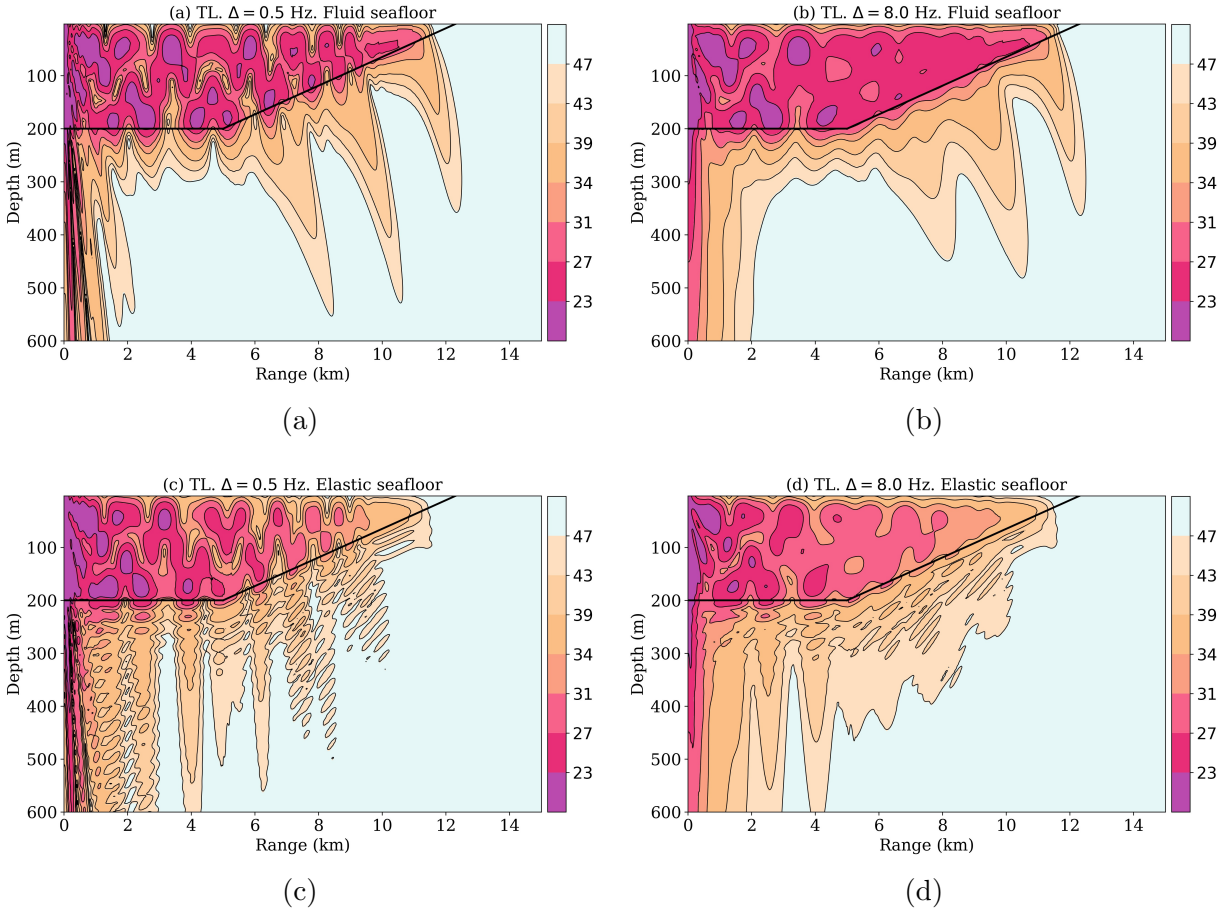 (a) TL. Δ = 0.5 Hz. Fluid seafloor
100
200
300
400
500
600
Depth (m)
0 2 4 6 8 10 12 14
Range (km)
47
43
39
34
31
27
23
(a)
(b) TL. Δ = 8.0 Hz. Fluid seafloor
100
200
300
400
500
600
Depth (m)
0 2 4 6 8 10 12 14
Range (km)
47
43
39
34
31
27
23
(b)
(c) TL. Δ = 0.5 Hz. Elastic seafloor
100
200
300
400
500
600
Depth (m)
0 2 4 6 8 10 12 14
Range (km)
47
43
39
34
31
27
23
(c)
(d) TL. Δ = 8.0 Hz. Elastic seafloor
100
200
300
400
500
600
Depth (m)
0 2 4 6 8 10 12 14
Range (km)
47
43
39
34
31
27
23
(d)